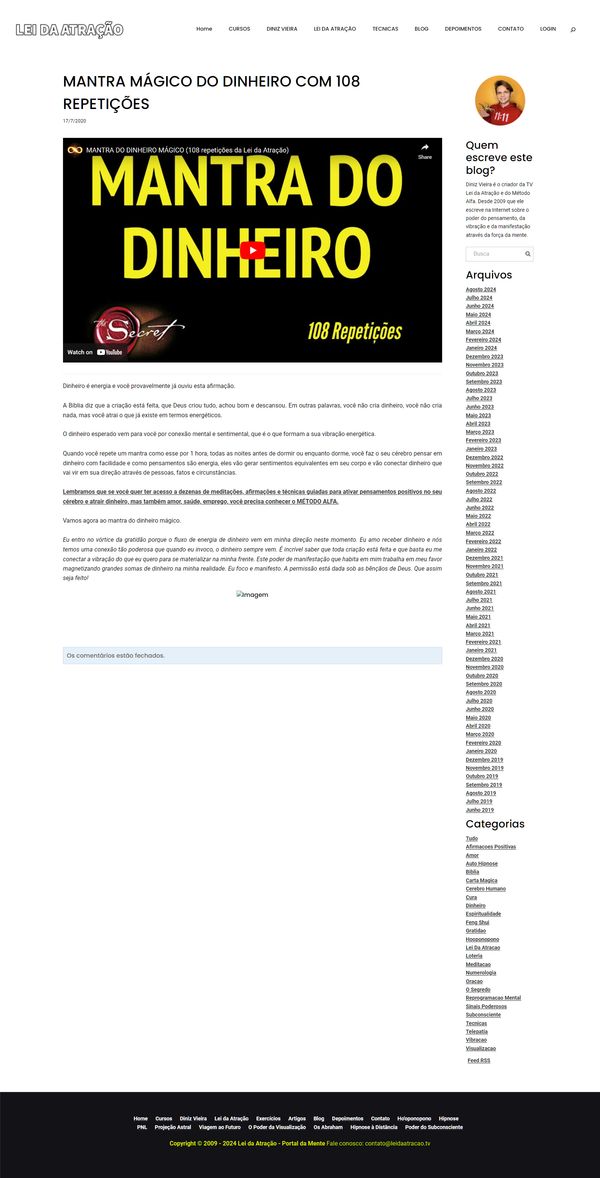 LEI DA ATRAÇÃO
Home CURSOS DINIZ VIEIRA LEI DA ATRAÇÃO TÉCNICAS BLOG DEPOIMENTOS CONTATO LOGIN
MANTRA MÁGICO DO DINHEIRO COM 108
REPETIÇÕES
17/7/2020
MANTRA DO DINHEIRO MÁGICO (108 repetições da Lei da Atração)
Share
MANTRA DO
DINHEIRO
the Secret
108 Repetições
Watch on YouTube
Dinheiro é energia e você provavelmente já ouviu esta afirmação.
A Bíblia diz que a criação está feita, que Deus criou tudo, achou bom e descansou. Em outras palavras, você não cria dinheiro, você não cria
nada, mas você atrai o que já existe em termos energéticos.
O dinheiro esperado vem para você por conexão mental e sentimental, que é o que formam a sua vibração energética.
Quando você repete um mantra como esse por 1 hora, todas as noites antes de dormir ou enquanto dorme, você faz o seu cérebro pensar em
dinheiro com facilidade e como pensamentos são energia, eles vão gerar sentimentos equivalentes em seu corpo e vão conectar dinheiro que
vai vir em sua direção através de pessoas, fatos e circunstâncias.
Lembramos que se você quer ter acesso a dezenas de meditações, afirmações e técnicas guiadas para ativar pensamentos positivos no seu
cérebro e atrair dinheiro, mas também amor, saúde, emprego, você precisa conhecer o MÉTODO ALFA.
Vamos agora ao mantra do dinheiro mágico.
Eu entro no vórtice da gratidão porque o fluxo de energia de dinheiro vem em minha direção neste momento. Eu amo receber dinheiro e nós
temos uma conexão tão poderosa que quando eu invoco, o dinheiro sempre vem. É incrível saber que toda criação está feita e que basta eu me
conectar a vibração do que eu quero para se materializar na minha frente. Este poder de manifestação que habita em mim trabalha em meu favor
magnetizando grandes somas de dinheiro na minha realidade. Eu foco e manifesto. A permissão está dada sob as bênçãos de Deus. Que assim
seja feito!
Imagem
Os comentários estão fechados.
11:11
Quem
escreve este
blog?
Diniz Vieira é o criador da TV
Lei da Atração e do Método
Alfa. Desde 2009 que ele
escreve na Internet sobre o
poder do pensamento, da
vibração e da manifestação
através da força da mente.
Busca
Arquivos
Agosto 2024
Julho 2024
Junho 2024
Maio 2024
Abril 2024
Março 2024
Fevereiro 2024
Janeiro 2024
Dezembro 2023
Novembro 2023
Outubro 2023
Setembro 2023
Agosto 2023
Julho 2023
Junho 2023
Maio 2023
Abril 2023
Março 2023
Fevereiro 2023
Janeiro 2023
Dezembro 2022
Novembro 2022
Outubro 2022
Setembro 2022
Agosto 2022
Julho 2022
Junho 2022
Maio 2022
Abril 2022
Março 2022
Fevereiro 2022
Janeiro 2022
Dezembro 2021
Novembro 2021
Outubro 2021
Setembro 2021
Agosto 2021
Julho 2021
Junho 2021
Maio 2021
Abril 2021
Março 2021
Fevereiro 2021
Janeiro 2021
Dezembro 2020
Novembro 2020
Outubro 2020
Setembro 2020
Agosto 2020
Julho 2020
Junho 2020
Maio 2020
Abril 2020
Março 2020
Fevereiro 2020
Janeiro 2020
Dezembro 2019
Novembro 2019
Outubro 2019
Setembro 2019
Agosto 2019
Julho 2019
Junho 2019
Categorias
Tudo
Afirmacoes Positivas
Amor
Auto Hipnose
Biblia
Carta Magica
Cerebro Humano
Cura
Dinheiro
Espiritualidade
Feng Shui
Gratidao
Hooponopono
Lei Da Atracao
Loteria
Meditacao
Numerologia
Oracao
O Segredo
Reprogramacao Mental
Sinais Poderosos
Subconsciente
Tecnicas
Telepatia
Vibracao
Visualizacao
Feed RSS
Home Cursos Diniz Vieira Lei da Atração Exercícios Artigos Blog Depoimentos Contato Ho'oponopono Hipnose
PNL Projeção Astral Viagem ao Futuro O Poder da Visualização Os Abraham Hipnose à Distância Poder do Subconsciente
Copyright © 2009 - 2024 Lei da Atração - Portal da Mente Fale conosco: contato@leidaatracao.tv